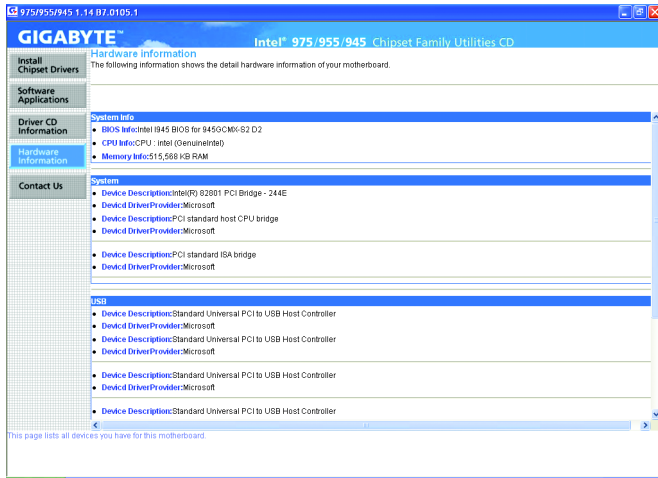 975/955/945 1.14 B7.0105.1
GIGABYTE™
Intel® 975/955/945 Chipset Family Utilities CD
Install
Chipset Drivers
Software
Applications
Driver CD
Information
Hardware
Information
Contact Us
Hardware Information
The following information shows the detail hardware information of your motherboard.
System Info
• BIOS Info:Intel I945 BIOS for 945GCMX-S2 D2
• CPU Info:CPU : intel (GenuineIntel)
• Memory Info:515,568 KB RAM
System
• Device Description:Intel(R) 82801 PCI Bridge - 244E
• Devicd DriverProvider:Microsoft
• Device Description:PCI standard host CPU bridge
• Devicd DriverProvider:Microsoft
• Device Description:PCI standard ISA bridge
• Devicd DriverProvider:Microsoft
USB
• Device Description:Standard Universal PCI to USB Host Controller
• Devicd DriverProvider:Microsoft
• Device Description:Standard Universal PCI to USB Host Controller
• Devicd DriverProvider:Microsoft
• Device Description:Standard Universal PCI to USB Host Controller
• Devicd DriverProvider:Microsoft
• Device Description:Standard Universal PCI to USB Host Controller
This page lists all devices you have for this motherboard.